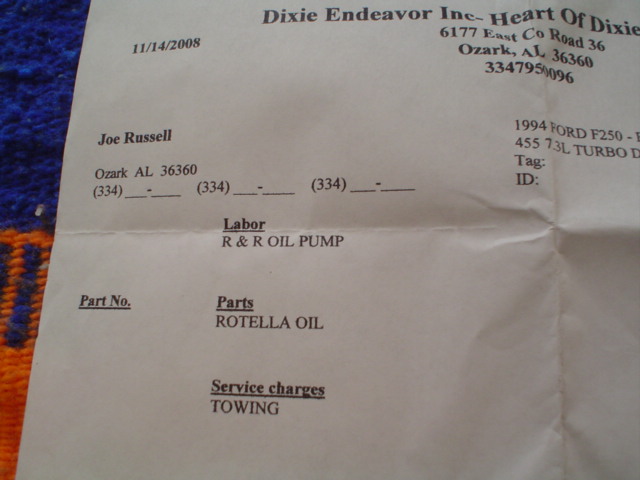 Dixie Endeavor Inc- Heart Of Dixie
6177 East Co Road 36
Ozark, AL 36360
3347950096
11/14/2008
Joe Russell
Ozark AL 36360
(334) ___-____ (334) ___-____ (334) ___-____
1994 FORD F250 -
455 7.3L TURBO D
Tag:
ID:
Labor
R & R OIL PUMP
Part No. Parts
ROTELLA OIL
Service charges
TOWING